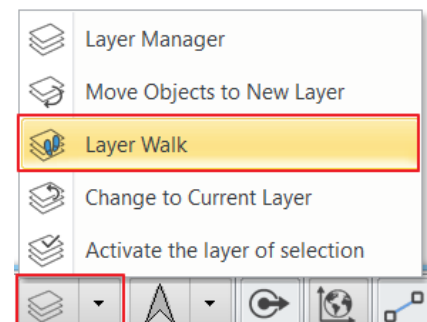 Layer Manager
Move Objects to New Layer
Layer Walk
Change to Current Layer
Activate the layer of selection